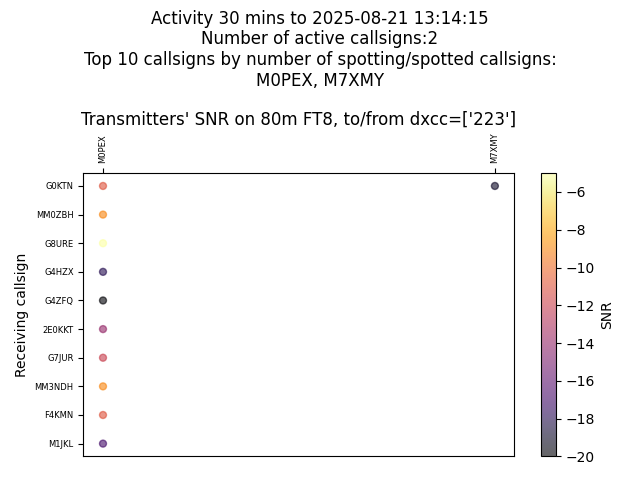 Activity 30 mins to 2025-08-21 13:14:15
Number of active callsigns:2
Top 10 callsigns by number of spotting/spotted callsigns:
M0PEX, M7XMY
Transmitters' SNR on 80m FT8, to/from dxcc=['223']
M0PEX
M7XMY
Receiving callsign
G0KTN
MM0ZBH
G8URE
G4HZX
G4ZFQ
2E0KKT
G7JUR
MM3NDH
F4KMN
M1JKL
−6
−8
−10
−12
−14
−16
−18
−20
SNR